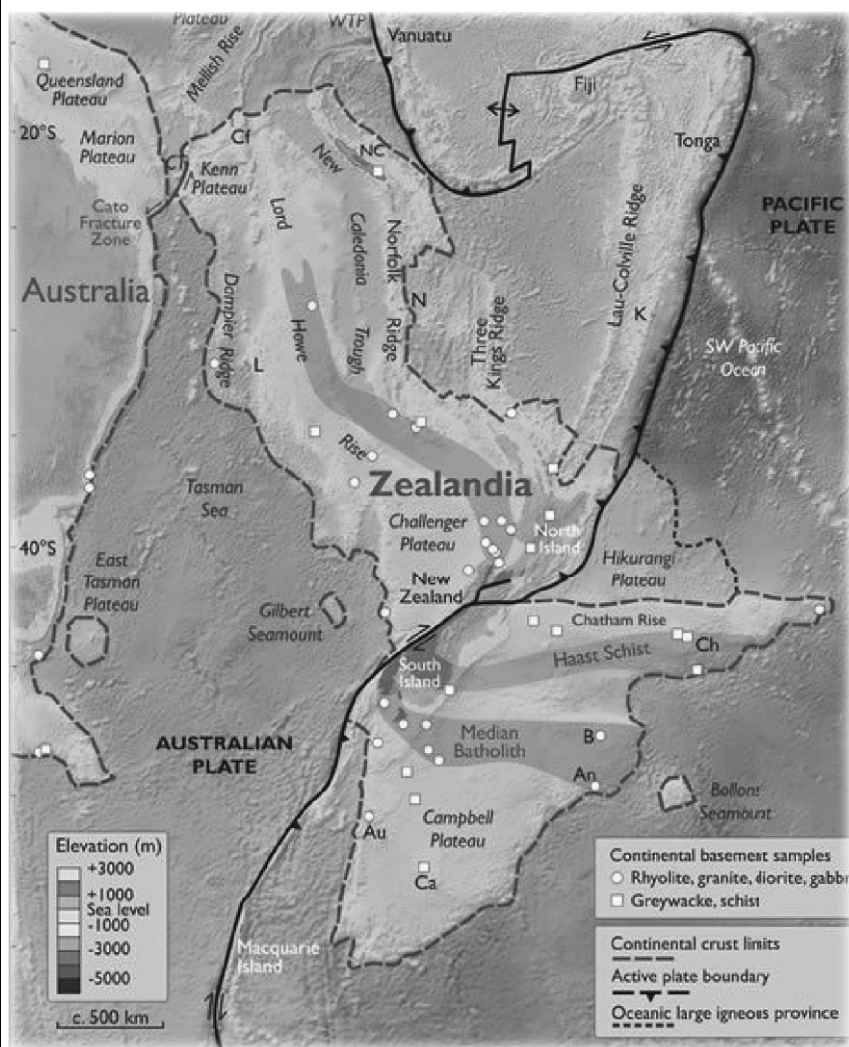 Plateau
WTP
Vanuatu
Mellish Rise
Queensland
Plateau
Fiji
20°S
Marion
Plateau
Cf
Cf
New
NC
Tonga
Kenn
Plateau
Cato
Fracture
Zone
Lord
Caledonia
Norfolk
Lau-Colville Ridge
PACIFIC
PLATE
Australia
Dampier Ridge
Howe
Trough
Ridge
N
Three
Kings Ridge
K
SW Pacific
Ocean
L
Rise
Zealandia
Tasman
Sea
Challenger
Plateau
North
Island
40°S
East
Tasman
Plateau
New
Zealand
Hikurangi
Plateau
Gilbert
Seamount
Chatham Rise
Ch
Haast Schist
South
Island
AUSTRALIAN
PLATE
Median
Batholith
B
An
Bollons
Seamount
Campbell
Plateau
Au
Ca
Macquarie
Island
Elevation (m)
+3000
+1000
Sea level
-1000
-3000
-5000
c. 500 km
Continental basement samples
Rhyolite, granite, diorite, gabbr
Greywacke, schist
Continental crust limits
Active plate boundary
Oceanic large igneous province